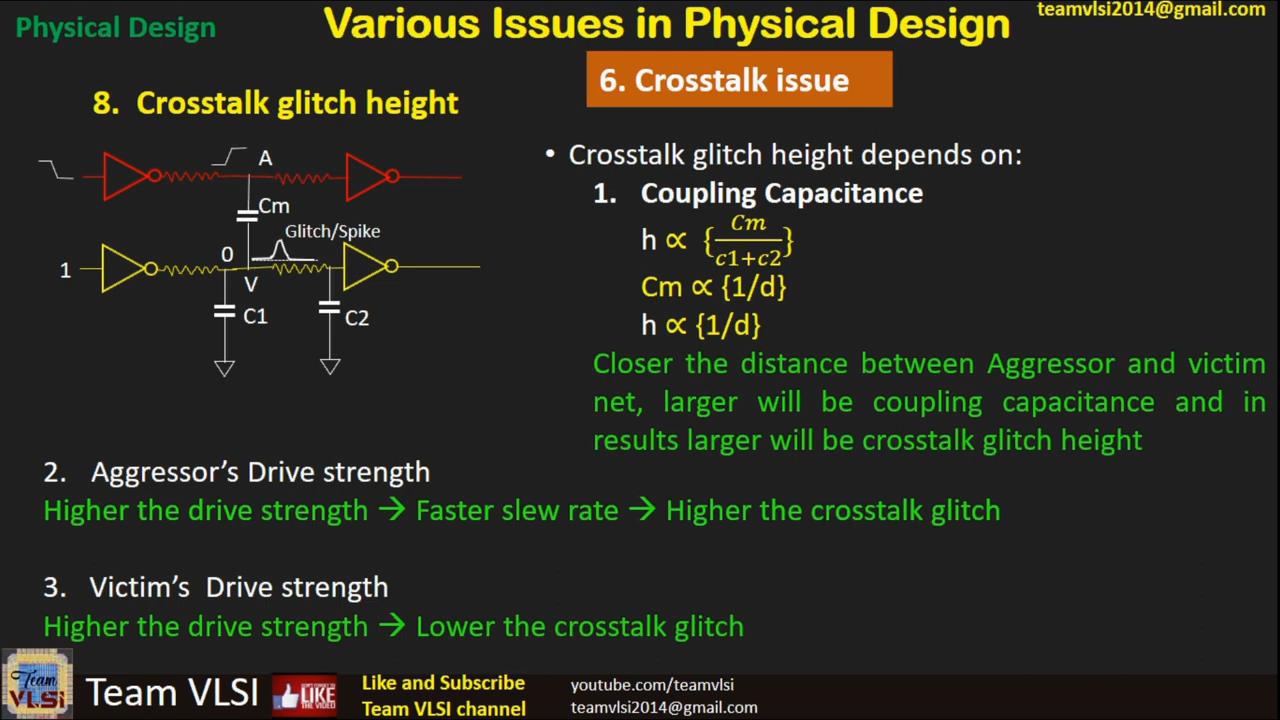 Physical Design
Various Issues in Physical Design
teamvlsi2014@gmail.com
6. Crosstalk issue
8. Crosstalk glitch height
A
Cm
Glitch/Spike
0
1
V
C1
C2
• Crosstalk glitch height depends on:
1. Coupling Capacitance
h ∝ {Cm/c1+c2}
Cm ∝ {1/d}
h ∝ {1/d}
Closer the distance between Aggressor and victim
net, larger will be coupling capacitance and in
results larger will be crosstalk glitch height
2. Aggressor’s Drive strength
Higher the drive strength → Faster slew rate → Higher the crosstalk glitch
3. Victim’s Drive strength
Higher the drive strength → Lower the crosstalk glitch
Team VLSI
Team VLSI
LIKE
THE VIDEO
Like and Subscribe
Team VLSI channel
youtube.com/teamvlsi
teamvlsi2014@gmail.com